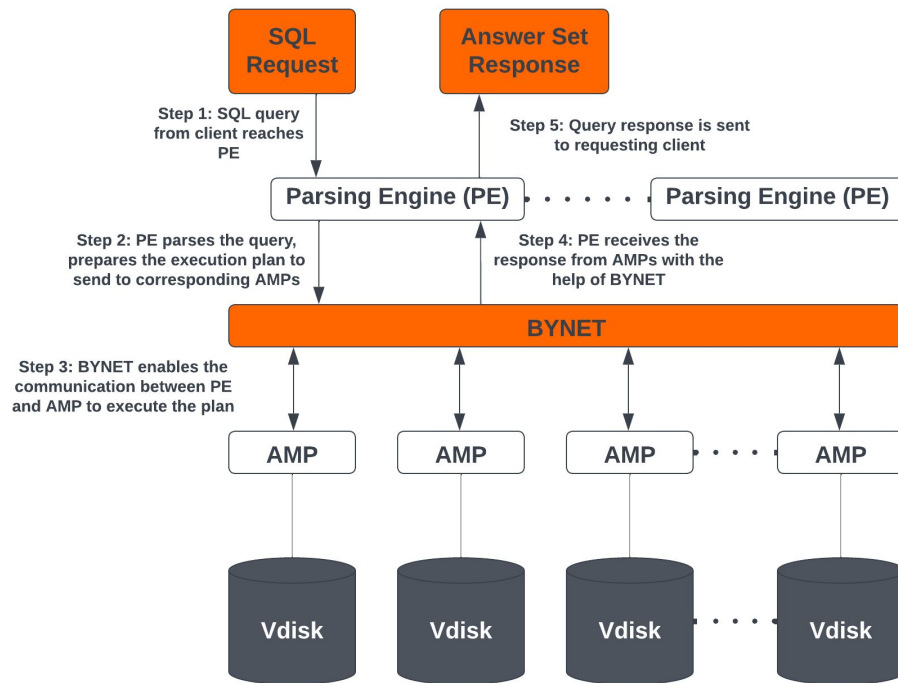 SQL
Request
Answer Set
Response
Step 1: SQL query
from client reaches
PE
Step 5: Query response is sent
to requesting client
Parsing Engine (PE)
Parsing Engine (PE)
Step 2: PE parses the query,
prepares the execution plan to
send to corresponding AMPs
Step 4: PE receives the
response from AMPs with the
help of BYNET
BYNET
Step 3: BYNET enables the
communication between PE
and AMP to execute the plan
AMP
AMP
AMP
AMP
Vdisk
Vdisk
Vdisk
Vdisk